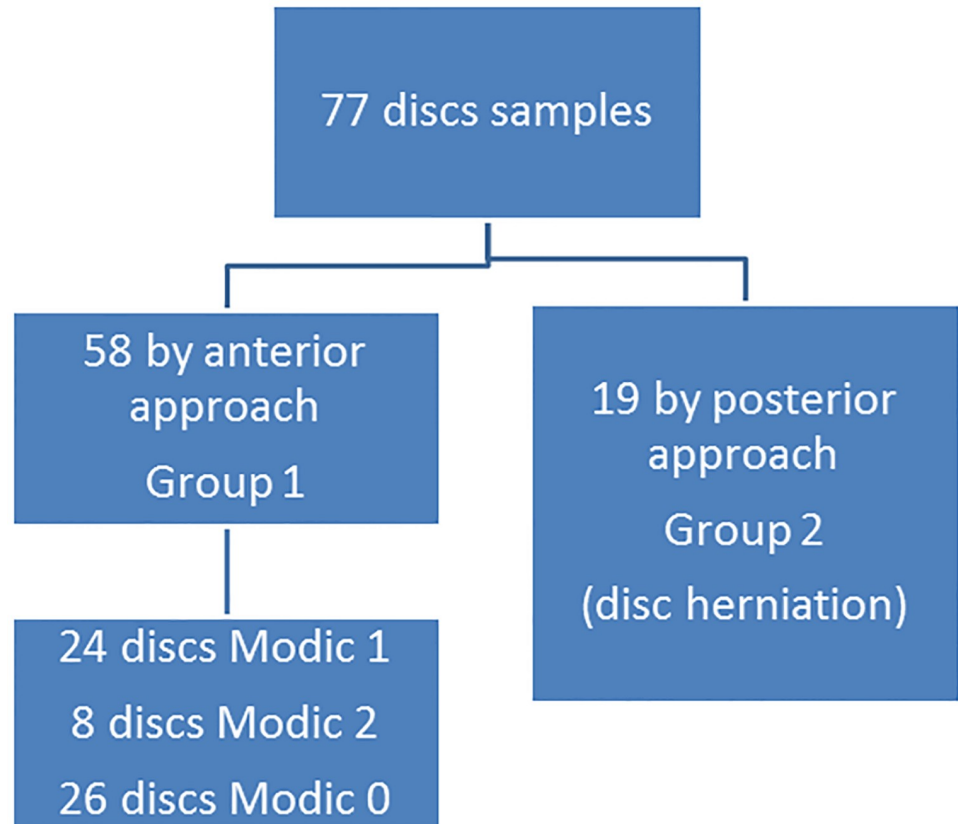 77 discs samples
58 by anterior
approach
Group 1
19 by posterior
approach
Group 2
(disc herniation)
24 discs Modic 1
8 discs Modic 2
26 discs Modic 0